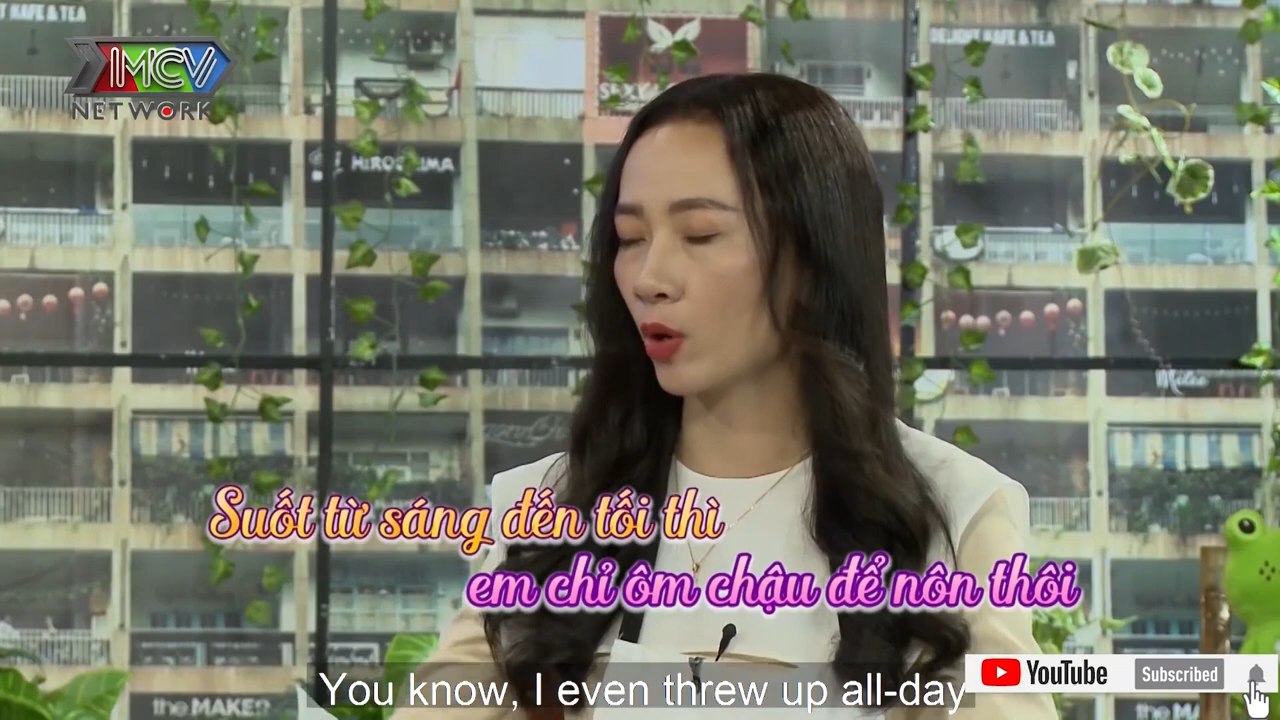 MCV
NETWORK
DELIGHT KAFE & TEA
HIROSHIMA
Suốt từ sáng đến tối thì
em chỉ ôm chậu để nôn thôi
You know, I even threw up all-day
YouTube
Subscribed
the MAKER